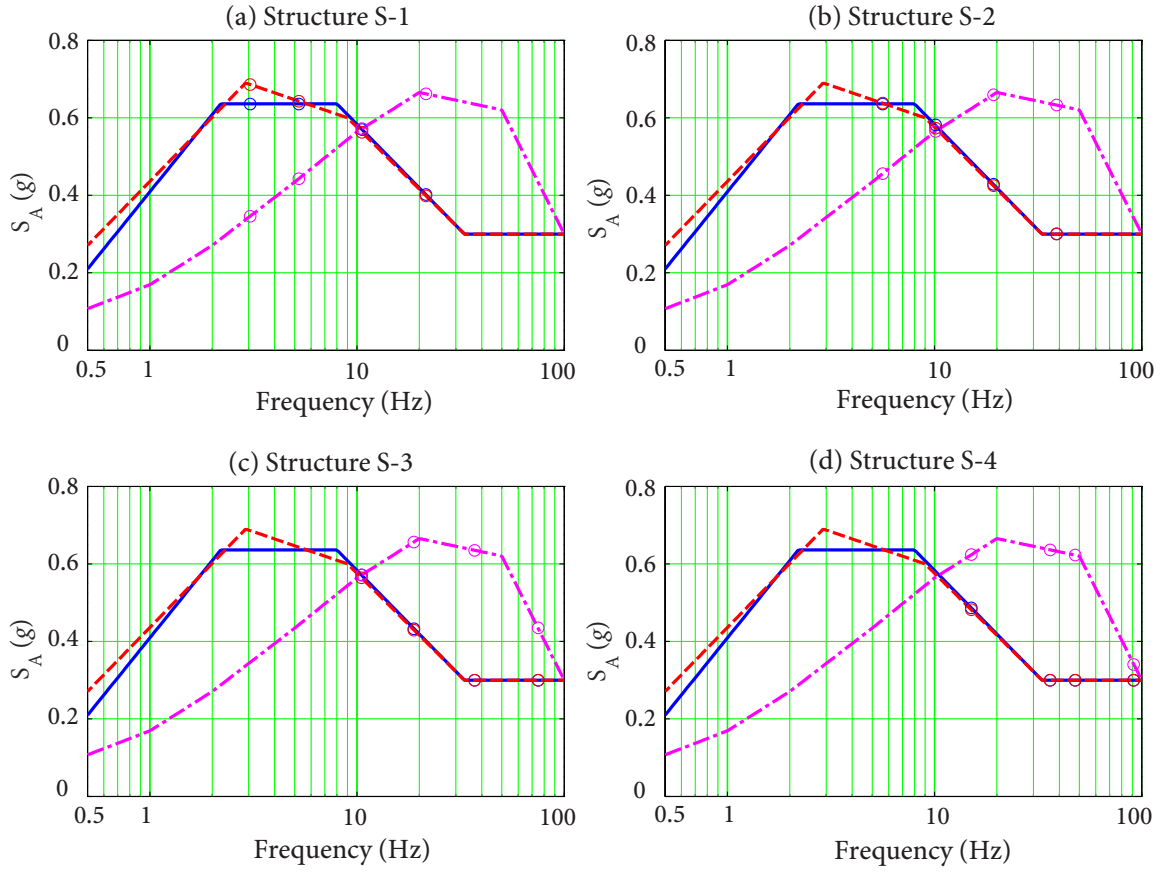 (a) Structure S-1
0.8
0.6
0.4
0.2
0
S_A (g)
0.5 1 10 100
Frequency (Hz)
(b) Structure S-2
0.8
0.6
0.4
0.2
0
S_A (g)
0.5 1 10 100
Frequency (Hz)
(c) Structure S-3
0.8
0.6
0.4
0.2
0
S_A (g)
0.5 1 10 100
Frequency (Hz)
(d) Structure S-4
0.8
0.6
0.4
0.2
0
S_A (g)
0.5 1 10 100
Frequency (Hz)